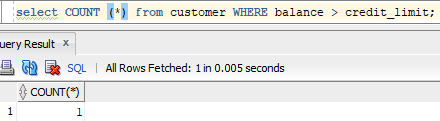 select COUNT (*) from customer WHERE balance > credit_limit;
uery Result x
SQL | All Rows Fetched: 1 in 0.005 seconds
COUNT(*)
1 1